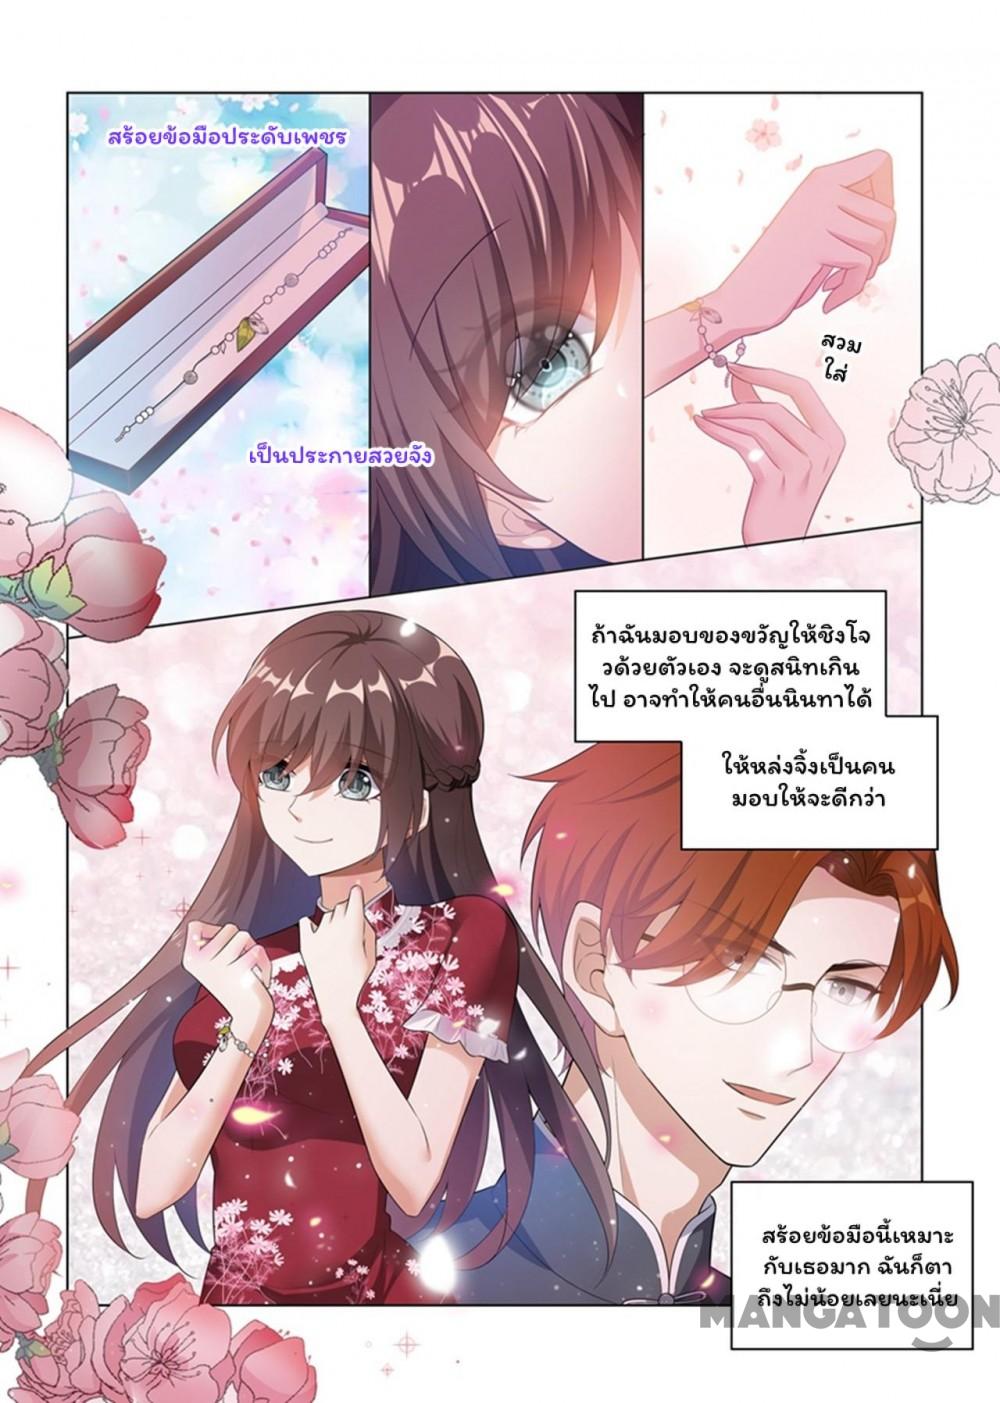 สร้อยข้อมือประดับเพชร
เป็นประกายสวยจัง
สวม
ใส่
ถ้าฉันมอบของขวัญให้ชิงโจ
วด้วยตัวเอง จะดูสนิทเกิน
ไป อาจทำให้คนอื่นนินทาได้
ให้หล่งจิ้งเป็นคน
มอบให้จะดีกว่า
สร้อยข้อมือนี้เหมาะ
กับเธอมาก ฉันก็ตา
ถึงไม่น้อยเลยนะเนี่ย
MANGATOON